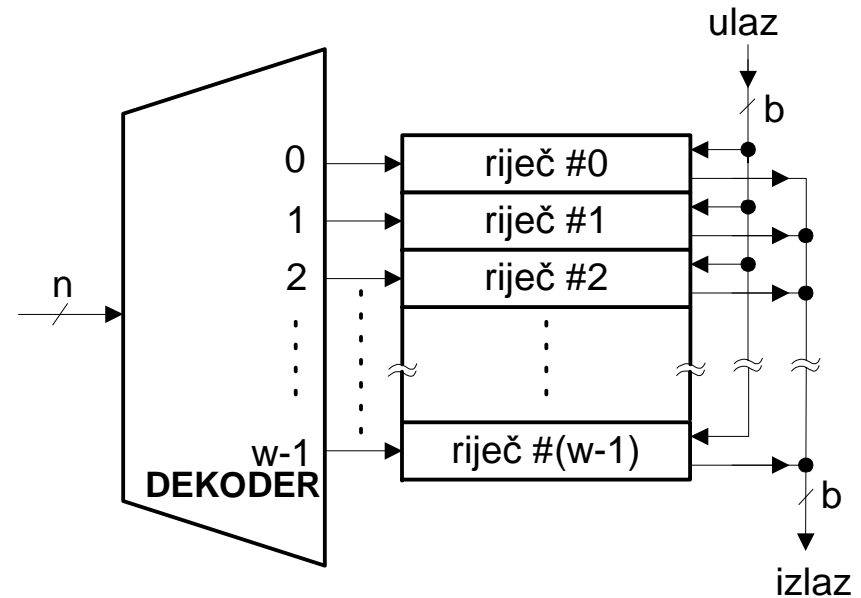 ulaz
b
0
riječ #0
1
riječ #1
2
riječ #2
n
w-1
riječ #(w-1)
DEKODER
b
izlaz